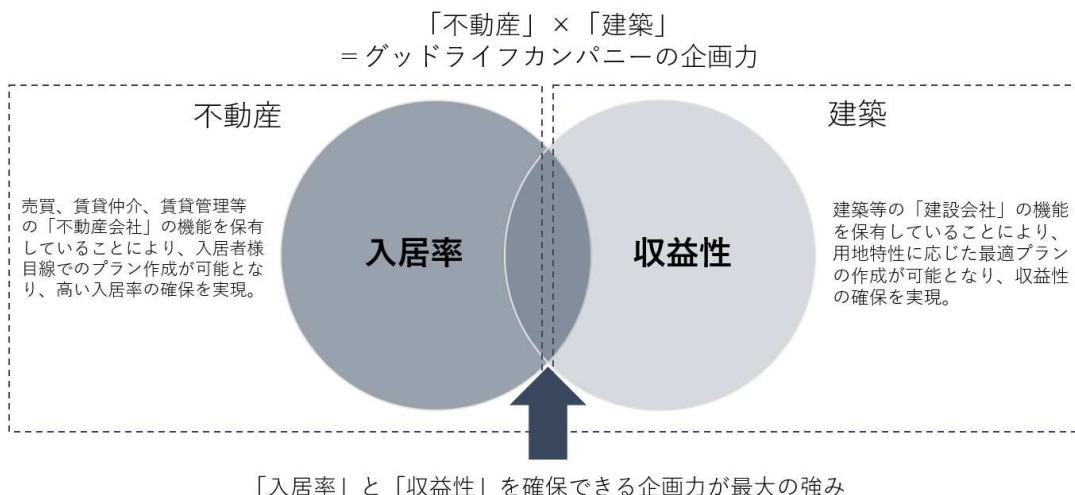 「不動産」×「建築」
＝グッドライフカンパニーの企画力
不動産
建築
売買、賃貸仲介、賃貸管理等
の「不動産会社」の機能を保有
していることにより、入居者様
目線でのプラン作成が可能とな
り、高い入居率の確保を実現。
入居率
収益性
建築等の「建設会社」の機能
を保有していることにより、
用地特性に応じた最適プラン
の作成が可能となり、収益性
の確保を実現。
「入居率」と「収益性」を確保できる企画力が最大の強み